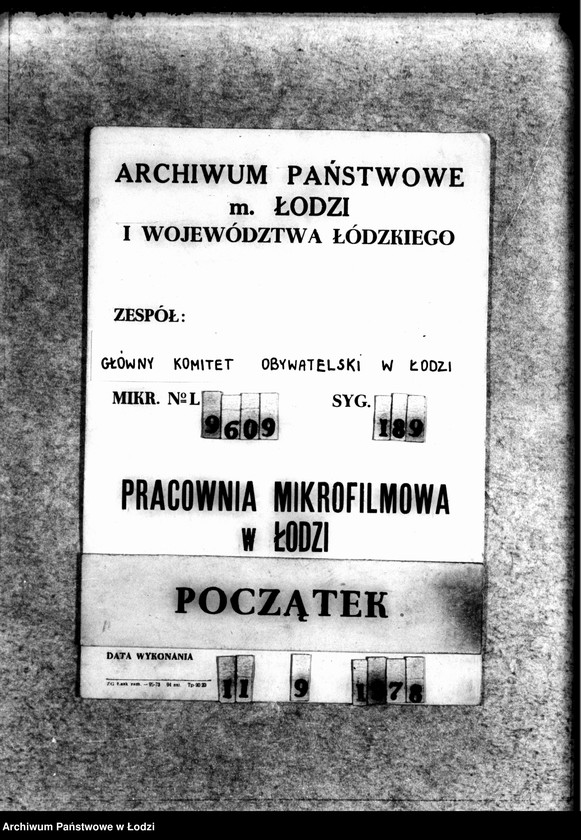 ARCHIWUM PAŃSTWOWE
m. ŁODZI
I WOJEWÓDZTWA ŁÓDZKIEGO
ZESPÓŁ:
GŁÓWNY KOMITET OBYWATELSKI W ŁODZI
MIKR. № L 9609 SYG. 189
PRACOWNIA MIKROFILMOWA
w ŁODZI
POCZĄTEK
DATA WYKONANIA
11 9 1978
Archiwum Państwowe w Łodzi